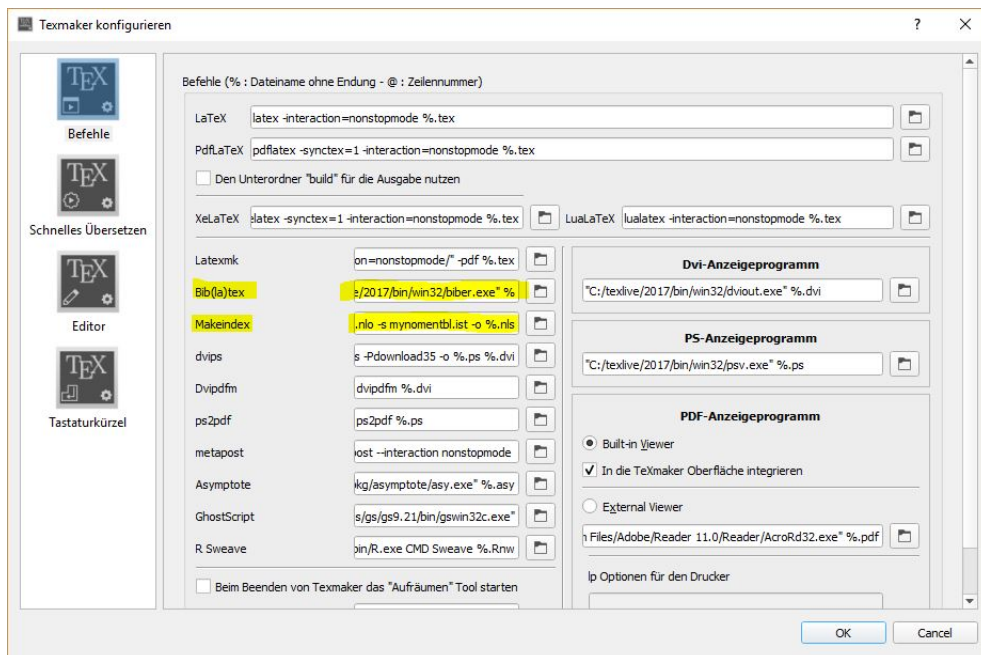 Texmaker konfigurieren
TEX
Befehle
TEX
Schnelles Übersetzen
TEX
Editor
TEX
Tastaturkürzel
Befehle (% : Dateiname ohne Endung - @ : Zeilennummer)
LaTeX latex -interaction=nonstopmode %.tex
PdfLaTeX pdflatex -synctex=1 -interaction=nonstopmode %.tex
Den Unterordner "build" für die Ausgabe nutzen
XeLaTeX elatex -synctex=1 -interaction=nonstopmode %.tex LuaLaTeX lualatex -interaction=nonstopmode %.tex
Latexmk on=nonstopmode/" -pdf %.tex
Bib(la)tex e/2017/bin/win32/biber.exe" %
Makeindex .nlo -s mynomentbl.ist -o %.nls
dvips s -Pdownload35 -o %.ps %.dvi
Dvipdfm dvipdfm %.dvi
ps2pdf ps2pdf %.ps
metapost post --interaction nonstopmode
Asymptote kg/asymptote/asy.exe" %.asy
GhostScript s/gs/gs9.21/bin/gswin32c.exe"
R Sweave bin/R.exe CMD Sweave %.Rnw
Beim Beenden von Texmaker das "Aufräumen" Tool starten
Dvi-Anzeigeprogramm
"C:/texlive/2017/bin/win32/dviout.exe" %.dvi
PS-Anzeigeprogramm
"C:/texlive/2017/bin/win32/psv.exe" %.ps
PDF-Anzeigeprogramm
Built-in Viewer
In die TeXmaker Oberfläche integrieren
External Viewer
n Files/Adobe/Reader 11.0/Reader/AcroRd32.exe" %.pdf
lp Optionen für den Drucker
OK Cancel